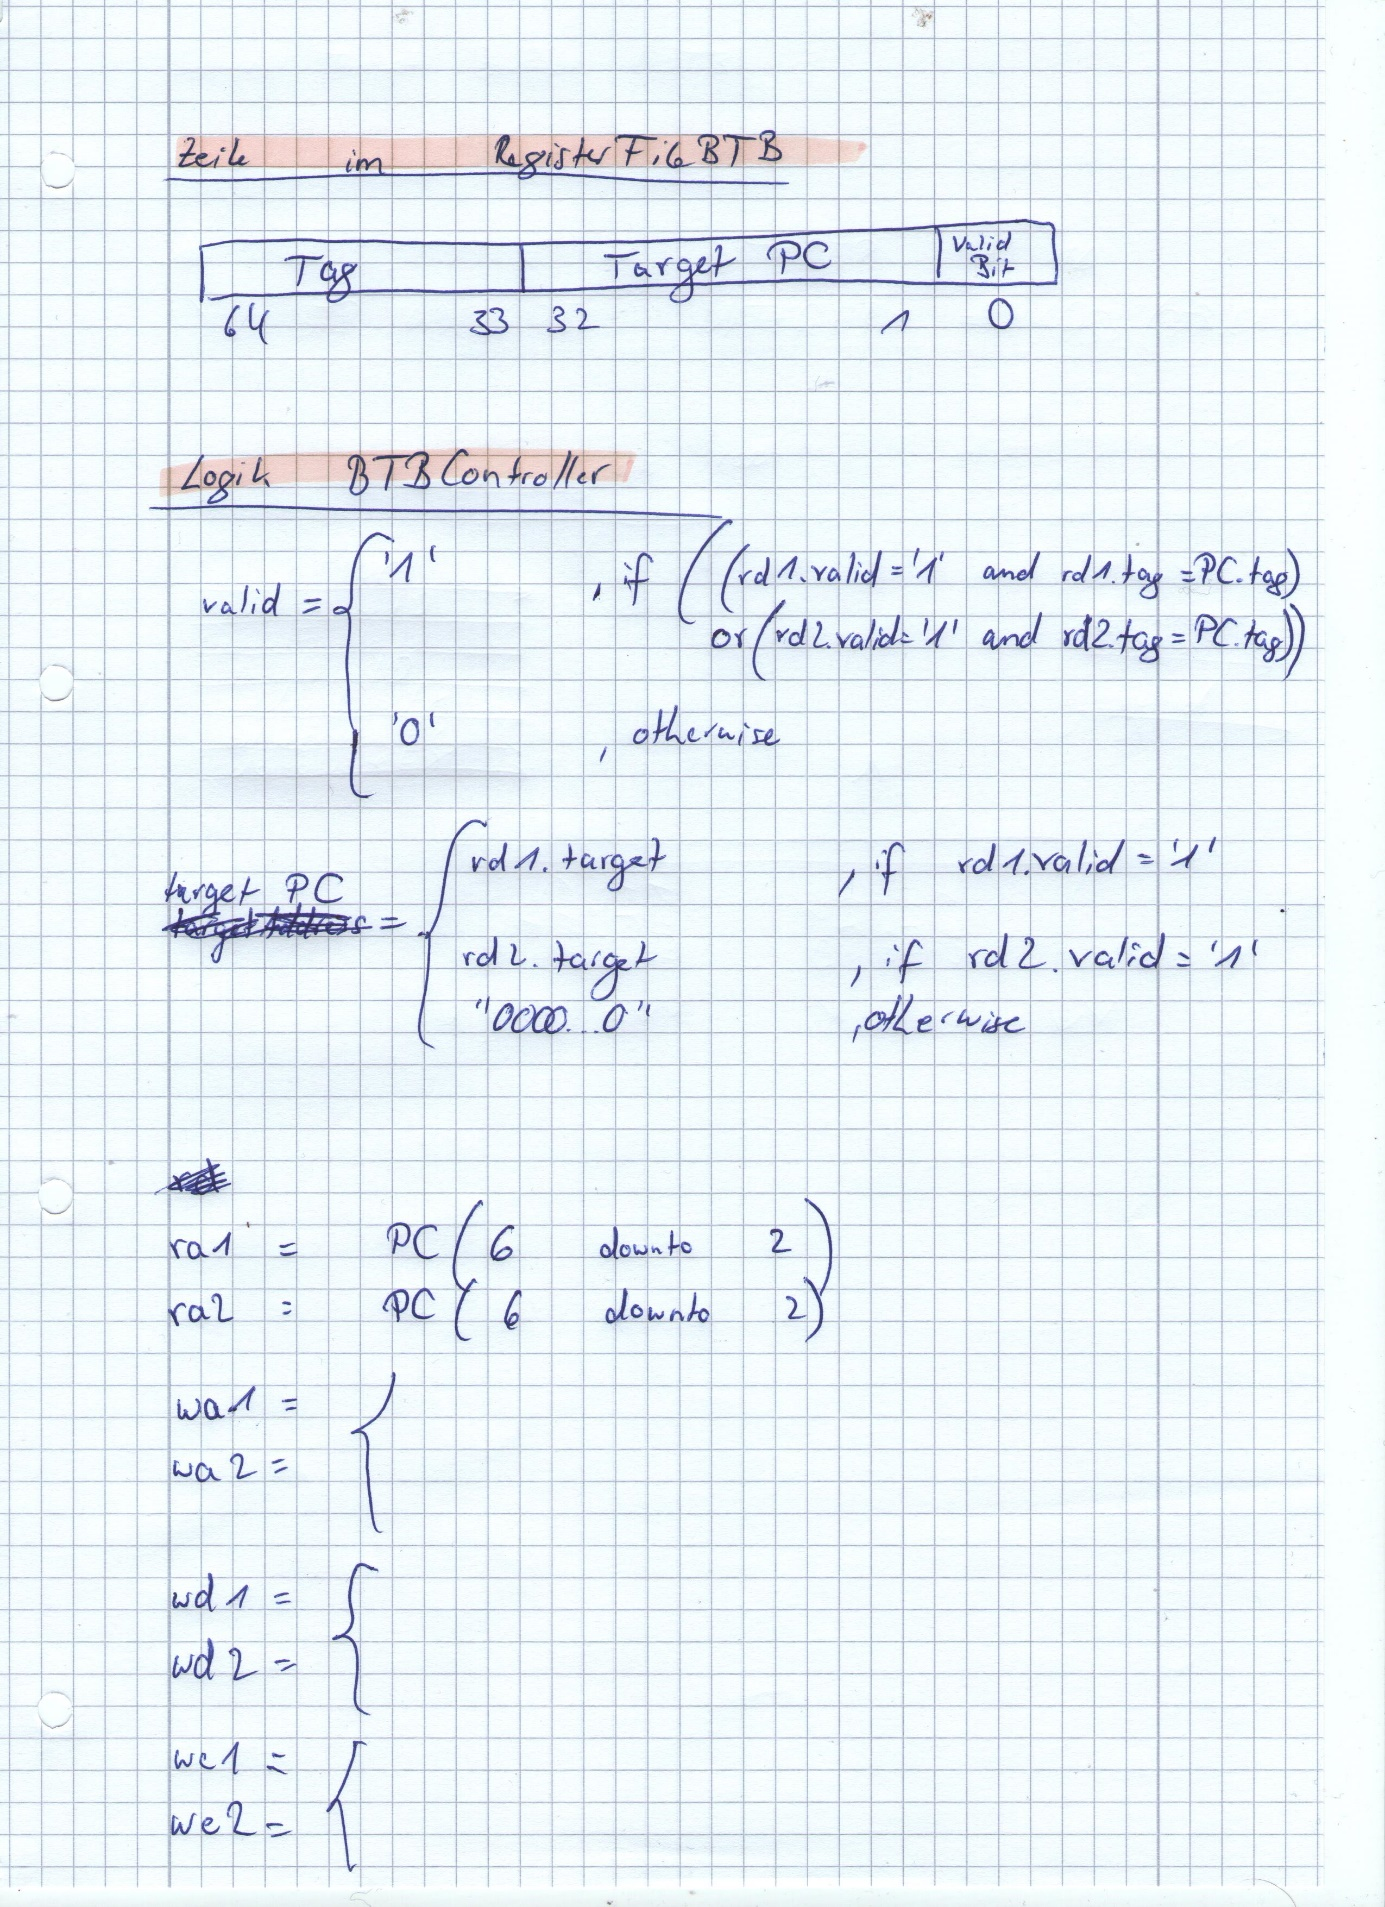 Zeile im RegisterFileBTB
Tag Target PC Valid Bit
64 33 32 1 0
Logik BTBController
valid = { '1' , if ((rd1.valid='1' and rd1.tag=PC.tag)
or (rd2.valid='1' and rd2.tag=PC.tag))
'0' , otherwise
target PC
targetAddress = { rd1.target , if rd1.valid = '1'
rd2.target , if rd2.valid = '1'
"0000...0" , otherwise
ra1 = PC(6 downto 2)
ra2 = PC(6 downto 2)
wa1 = {
wa2 =
wd1 = {
wd2 =
we1 = {
we2 =